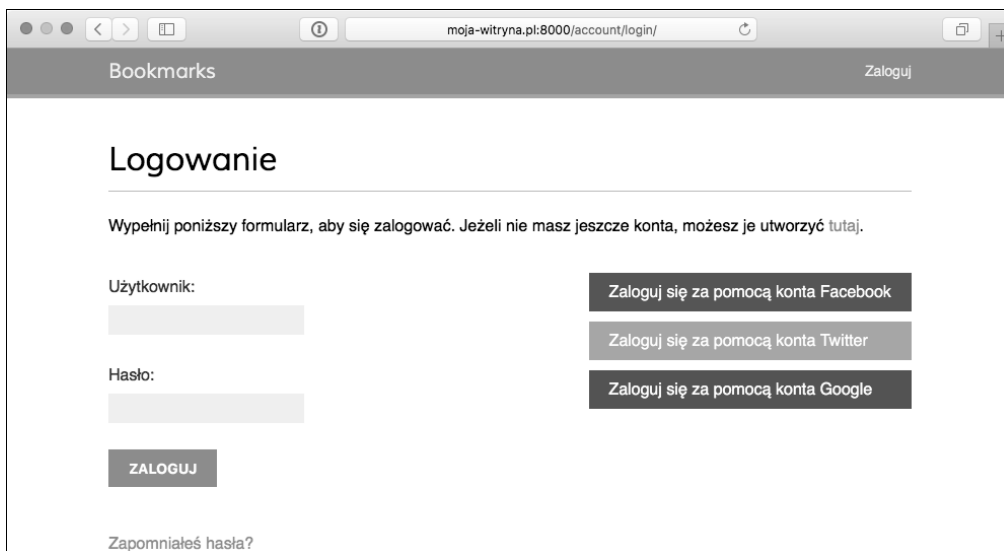 moja-witryna.pl:8000/account/login/
Bookmarks
Zaloguj
Logowanie
Wypełnij poniższy formularz, aby się zalogować. Jeżeli nie masz jeszcze konta, możesz je utworzyć tutaj.
Użytkownik:
Hasło:
ZALOGUJ
Zapomniałeś hasła?
Zaloguj się za pomocą konta Facebook
Zaloguj się za pomocą konta Twitter
Zaloguj się za pomocą konta Google